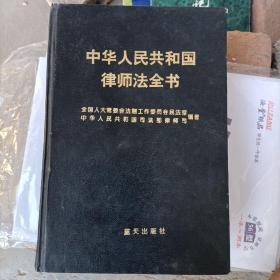 中华人民共和国
律师法全书
全国人大常委会法制工作委员会民法室
中华人民共和国司法部律师司
编著
蓝天出版社